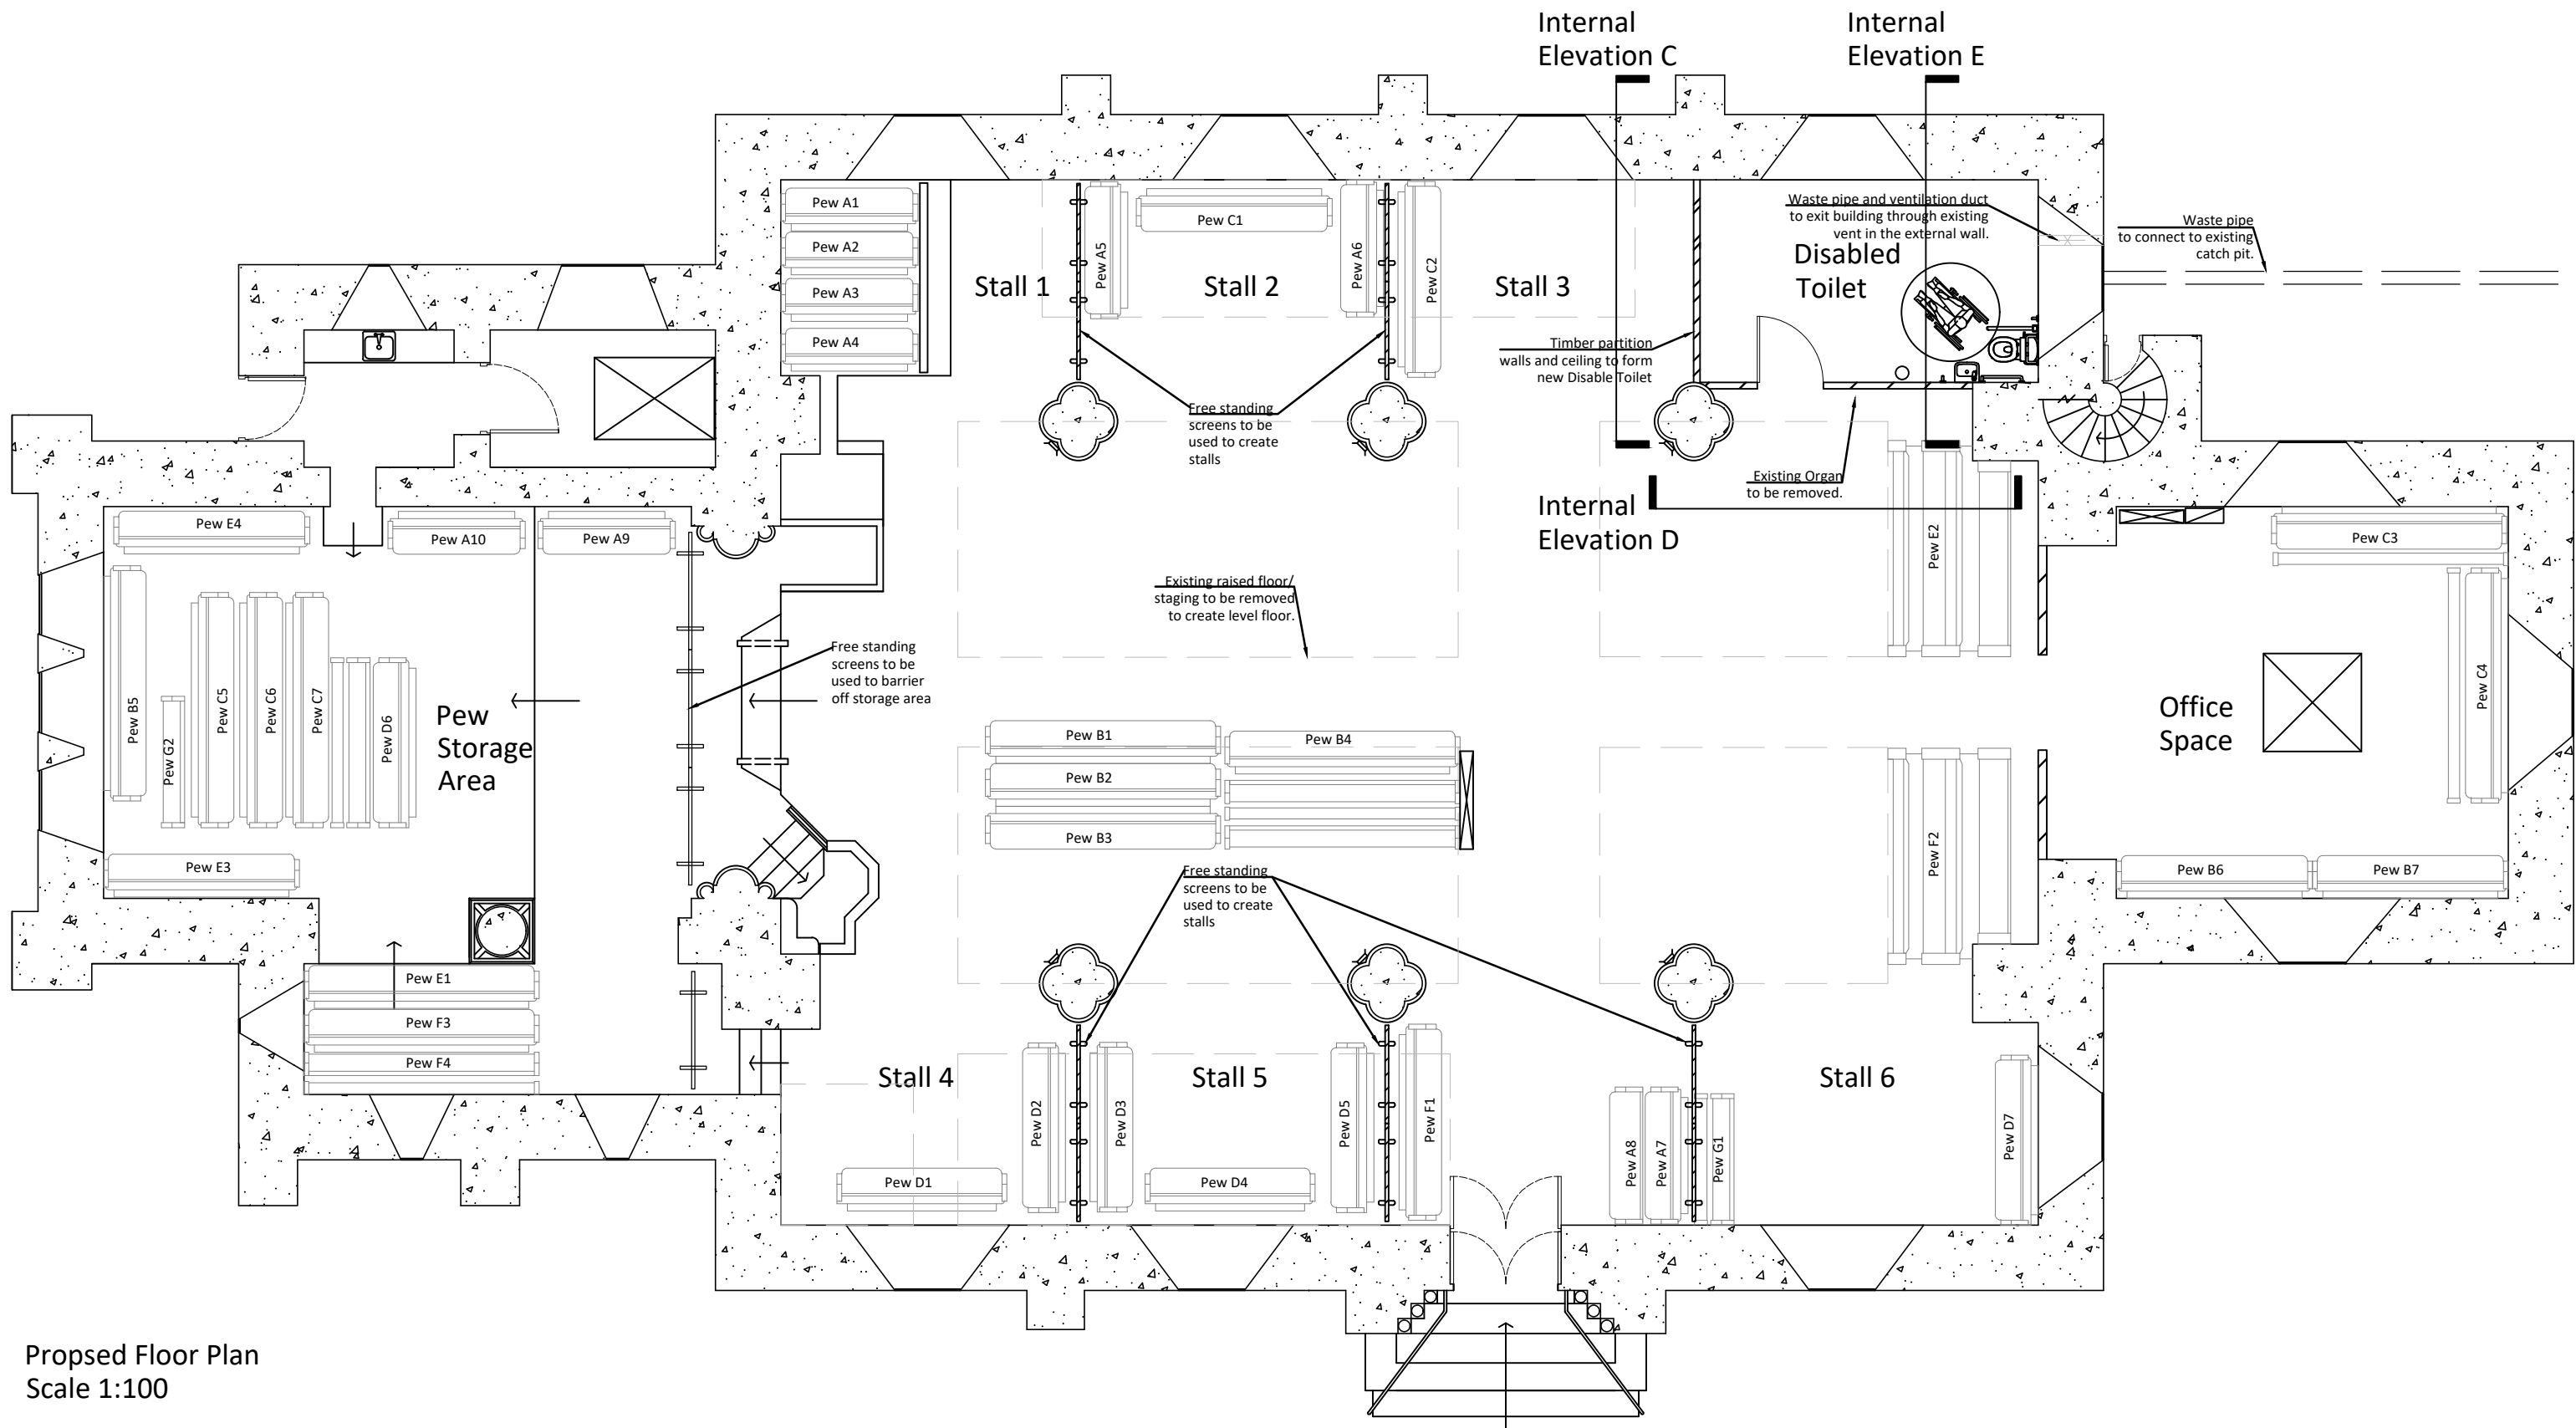 Internal
Elevation C
Internal
Elevation E
Pew A1
Pew A2
Pew A3
Pew A4
Stall 1
Pew A5
Pew C1
Stall 2
Pew A6
Pew C2
Stall 3
Waste pipe and ventilation duct
to exit building through existing
vent in the external wall.
Disabled
Toilet
Waste pipe
to connect to existing
catch pit.
Timber partition
walls and ceiling to form
new Disable Toilet
Free standing
screens to be
used to create
stalls
Existing Organ
to be removed.
Internal
Elevation D
Pew E4
Pew A10
Pew A9
Pew E2
Pew C3
Existing raised floor/
staging to be removed
to create level floor.
Free standing
screens to be
used to barrier
off storage area
Pew B5
Pew G2
Pew C5
Pew C6
Pew C7
Pew D6
Pew
Storage
Area
Pew B1
Pew B2
Pew B3
Pew B4
Office
Space
Pew C4
Pew E3
Free standing
screens to be
used to create
stalls
Pew F2
Pew B6
Pew B7
Pew E1
Pew F3
Pew F4
Stall 4
Pew D1
Pew D2
Pew D3
Stall 5
Pew D4
Pew D5
Pew F1
Pew A8
Pew A7
Pew G1
Stall 6
Pew D7
Propsed Floor Plan
Scale 1:100